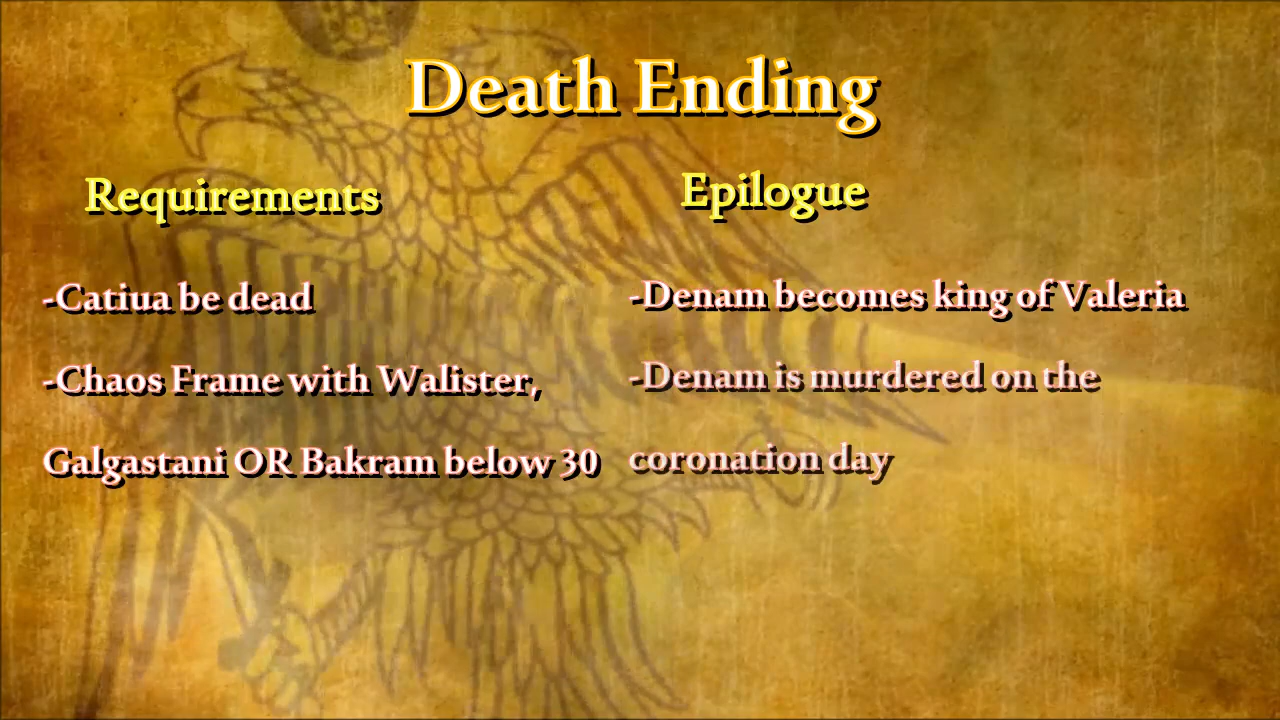 Death Ending
Requirements
-Catiua be dead
-Chaos Frame with Walister,
Galgastani OR Bakram below 30
Epilogue
-Denam becomes king of Valeria
-Denam is murdered on the
coronation day